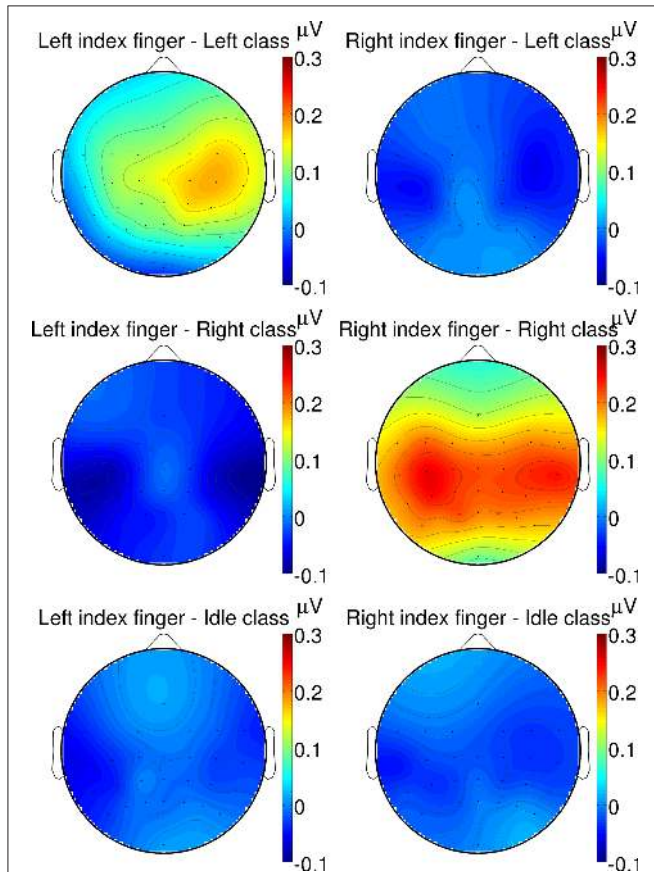 Left index finger - Left class
μV
0.3
0.2
0.1
0
-0.1
Right index finger - Left class
μV
0.3
0.2
0.1
0
-0.1
Left index finger - Right class
μV
0.3
0.2
0.1
0
-0.1
Right index finger - Right class
μV
0.3
0.2
0.1
0
-0.1
Left index finger - Idle class
μV
0.3
0.2
0.1
0
-0.1
Right index finger - Idle class
μV
0.3
0.2
0.1
0
-0.1